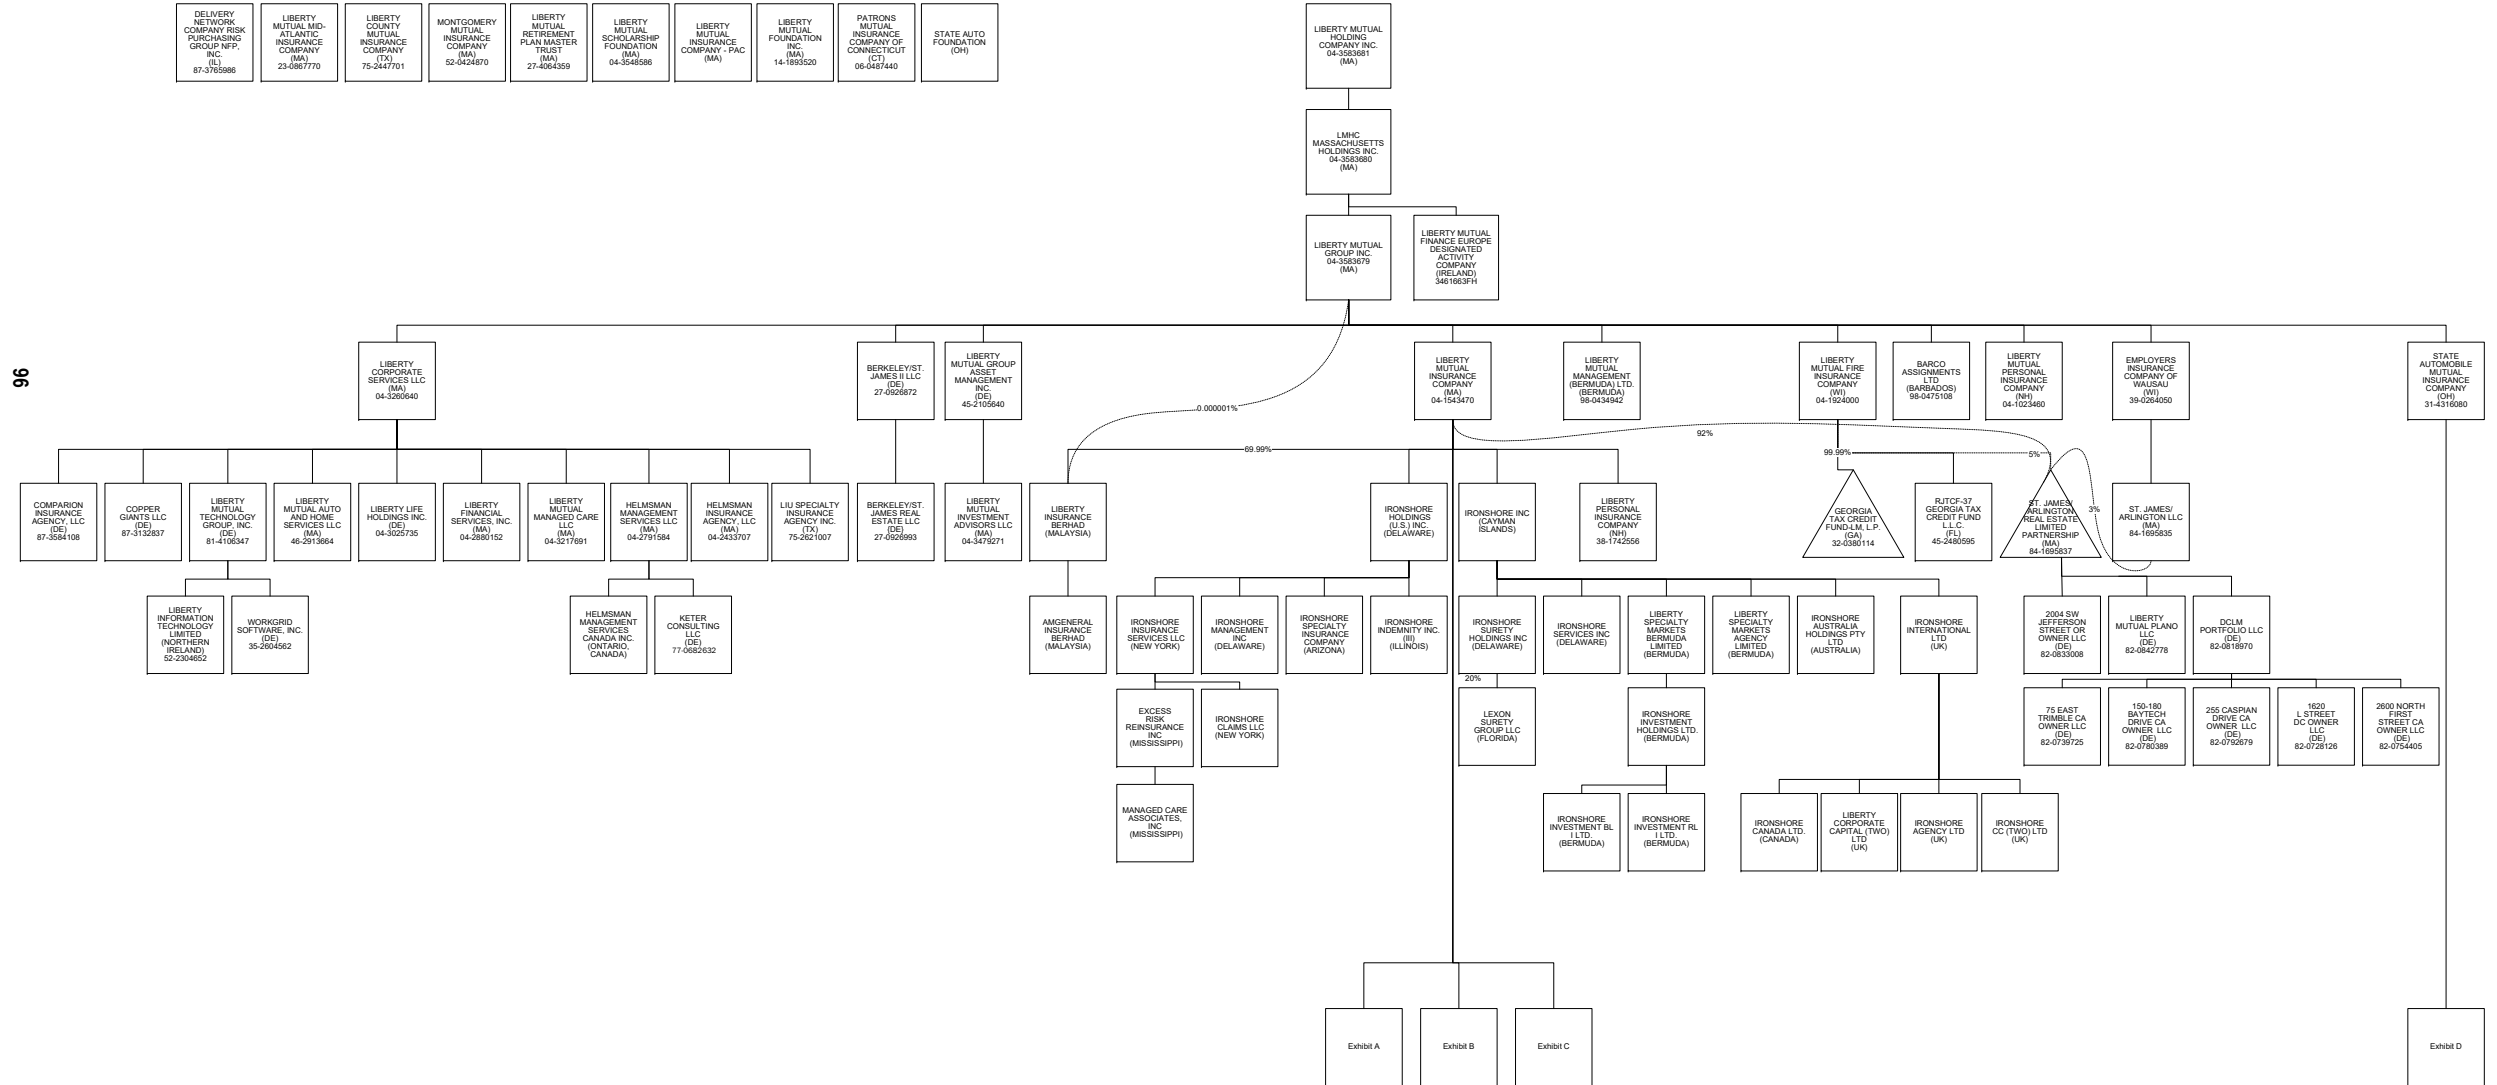 DELIVERY
NETWORK
COMPANY RISK
PURCHASING
GROUP NFP,
INC.
(IL)
87-3765986
LIBERTY
MUTUAL MID-
ATLANTIC
INSURANCE
COMPANY
(MA)
23-0867770
LIBERTY
COUNTY
MUTUAL
INSURANCE
COMPANY
(TX)
75-2447701
MONTGOMERY
MUTUAL
INSURANCE
COMPANY
(MA)
52-0424870
LIBERTY
MUTUAL
RETIREMENT
PLAN MASTER
TRUST
(MA)
27-4064359
LIBERTY
MUTUAL
SCHOLARSHIP
FOUNDATION
(MA)
04-3548586
LIBERTY
MUTUAL
INSURANCE
COMPANY - PAC
(MA)
LIBERTY
MUTUAL
FOUNDATION
INC.
(MA)
14-1893520
PATRONS
MUTUAL
INSURANCE
COMPANY OF
CONNECTICUT
(CT)
06-0487440
STATE AUTO
FOUNDATION
(OH)
LIBERTY MUTUAL
HOLDING
COMPANY INC.
04-3583681
(MA)
LMHC
MASSACHUSETTS
HOLDINGS INC.
04-3583680
(MA)
LIBERTY MUTUAL
GROUP INC.
04-3583679
(MA)
LIBERTY MUTUAL
FINANCE EUROPE
DESIGNATED
ACTIVITY
COMPANY
(IRELAND)
3461663FH
96
LIBERTY
CORPORATE
SERVICES LLC
(MA)
04-3260640
BERKELEY/ST.
JAMES II LLC
(DE)
27-0926872
LIBERTY
MUTUAL GROUP
ASSET
MANAGEMENT
INC.
(DE)
45-2105640
LIBERTY
MUTUAL
INSURANCE
COMPANY
(MA)
04-1543470
LIBERTY
MUTUAL
MANAGEMENT
(BERMUDA) LTD.
(BERMUDA)
98-0434942
LIBERTY
MUTUAL FIRE
INSURANCE
COMPANY
(WI)
04-1924000
BARCO
ASSIGNMENTS
LTD
(BARBADOS)
98-0475108
LIBERTY
MUTUAL
PERSONAL
INSURANCE
COMPANY
(NH)
04-1023460
EMPLOYERS
INSURANCE
COMPANY OF
WAUSAU
(WI)
39-0264050
STATE
AUTOMOBILE
MUTUAL
INSURANCE
COMPANY
(OH)
31-4316080
0.000001%
69.99%
92%
99.99%
5%
3%
COMPARION
INSURANCE
AGENCY, LLC
(DE)
87-3584108
COPPER
GIANTS LLC
(DE)
87-3132837
LIBERTY
MUTUAL
TECHNOLOGY
GROUP, INC.
(DE)
81-4106347
LIBERTY
MUTUAL AUTO
AND HOME
SERVICES LLC
(MA)
46-2913664
LIBERTY LIFE
HOLDINGS INC.
(DE)
04-3025735
LIBERTY
FINANCIAL
SERVICES, INC.
(MA)
04-2880152
LIBERTY
MUTUAL
MANAGED CARE
LLC
(MA)
04-3217691
HELMSMAN
MANAGEMENT
SERVICES LLC
(MA)
04-2791584
HELMSMAN
INSURANCE
AGENCY, LLC
(MA)
04-2433707
LIU SPECIALTY
INSURANCE
AGENCY INC.
(TX)
75-2621007
BERKELEY/ST.
JAMES REAL
ESTATE LLC
(DE)
27-0926993
LIBERTY
MUTUAL
INVESTMENT
ADVISORS LLC
(MA)
04-3479271
LIBERTY
INSURANCE
BERHAD
(MALAYSIA)
IRONSHORE
HOLDINGS
(U.S.) INC.
(DELAWARE)
IRONSHORE INC
(CAYMAN
ISLANDS)
LIBERTY
PERSONAL
INSURANCE
COMPANY
(NH)
38-1742556
GEORGIA
TAX CREDIT
FUND-LM, L.P.
(GA)
32-0380114
RJTCF-37
GEORGIA TAX
CREDIT FUND
L.L.C.
(FL)
45-2480595
ST. JAMES/
ARLINGTON
REAL ESTATE
LIMITED
PARTNERSHIP
(MA)
84-1695837
ST. JAMES/
ARLINGTON LLC
(MA)
84-1695835
LIBERTY
INFORMATION
TECHNOLOGY
LIMITED
(NORTHERN
IRELAND)
52-2304652
WORKGRID
SOFTWARE, INC.
(DE)
35-2604562
HELMSMAN
MANAGEMENT
SERVICES
CANADA INC.
(ONTARIO,
CANADA)
KETER
CONSULTING
LLC
(DE)
77-0682632
AMGENERAL
INSURANCE
BERHAD
(MALAYSIA)
IRONSHORE
INSURANCE
SERVICES LLC
(NEW YORK)
IRONSHORE
MANAGEMENT
INC
(DELAWARE)
IRONSHORE
SPECIALTY
INSURANCE
COMPANY
(ARIZONA)
IRONSHORE
INDEMNITY INC.
(III)
(ILLINOIS)
IRONSHORE
SURETY
HOLDINGS INC
(DELAWARE)
IRONSHORE
SERVICES INC
(DELAWARE)
LIBERTY
SPECIALTY
MARKETS
BERMUDA
LIMITED
(BERMUDA)
LIBERTY
SPECIALTY
MARKETS
AGENCY
LIMITED
(BERMUDA)
IRONSHORE
AUSTRALIA
HOLDINGS PTY
LTD
(AUSTRALIA)
IRONSHORE
INTERNATIONAL
LTD
(UK)
2004 SW
JEFFERSON
STREET OR
OWNER LLC
(DE)
82-0833008
LIBERTY
MUTUAL PLANO
LLC
(DE)
82-0842778
DCLM
PORTFOLIO LLC
(DE)
82-0818970
20%
EXCESS
RISK
REINSURANCE
INC
(MISSISSIPPI)
IRONSHORE
CLAIMS LLC
(NEW YORK)
LEXON
SURETY
GROUP LLC
(FLORIDA)
IRONSHORE
INVESTMENT
HOLDINGS LTD.
(BERMUDA)
75 EAST
TRIMBLE CA
OWNER LLC
(DE)
82-0739725
150-180
BAYTECH
DRIVE CA
OWNER LLC
(DE)
82-0780389
255 CASPIAN
DRIVE CA
OWNER LLC
(DE)
82-0792679
1620
L STREET
DC OWNER
LLC
(DE)
82-0728126
2600 NORTH
FIRST
STREET CA
OWNER LLC
(DE)
82-0754405
MANAGED CARE
ASSOCIATES,
INC
(MISSISSIPPI)
IRONSHORE
INVESTMENT BL
I LTD.
(BERMUDA)
IRONSHORE
INVESTMENT RL
I LTD.
(BERMUDA)
IRONSHORE
CANADA LTD.
(CANADA)
LIBERTY
CORPORATE
CAPITAL (TWO)
LTD
(UK)
IRONSHORE
AGENCY LTD
(UK)
IRONSHORE
CC (TWO) LTD
(UK)
Exhibit A
Exhibit B
Exhibit C
Exhibit D